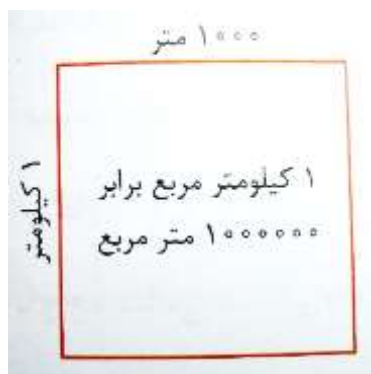 ۱۰۰۰ متر
۱ کیلومتر
۱ کیلومتر مربع برابر
۱۰۰۰۰۰۰ متر مربع